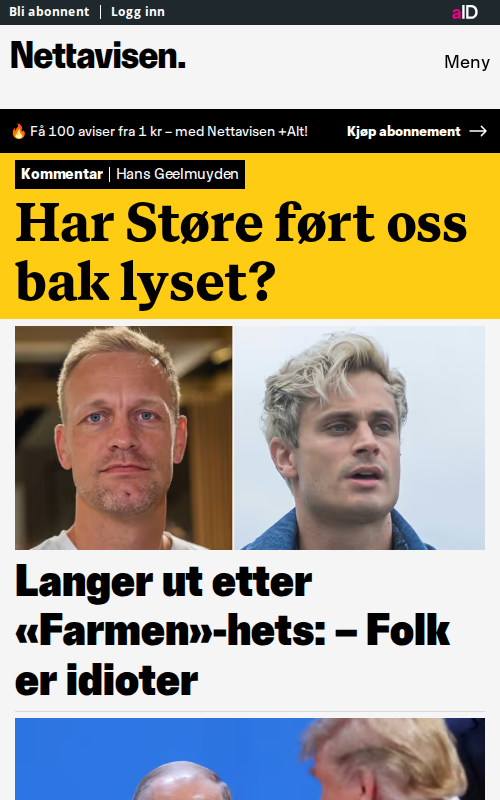 Bli abonnent | Logg inn
aID
Nettavisen.
Meny
🔥 Få 100 aviser fra 1 kr – med Nettavisen +Alt!
Kjøp abonnement →
Kommentar | Hans Geelmuyden
Har Støre ført oss
bak lyset?
Langer ut etter
«Farmen»-hets: – Folk
er idioter